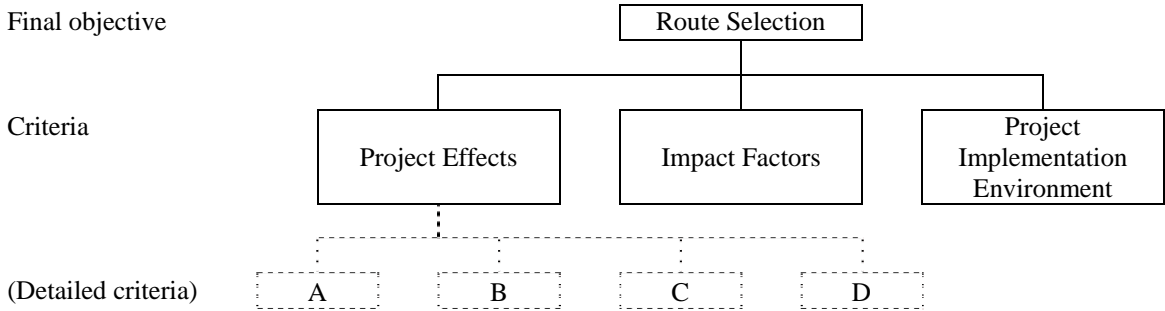 Final objective
Route Selection
Criteria
Project Effects
Impact Factors
Project
Implementation
Environment
(Detailed criteria)
A
B
C
D